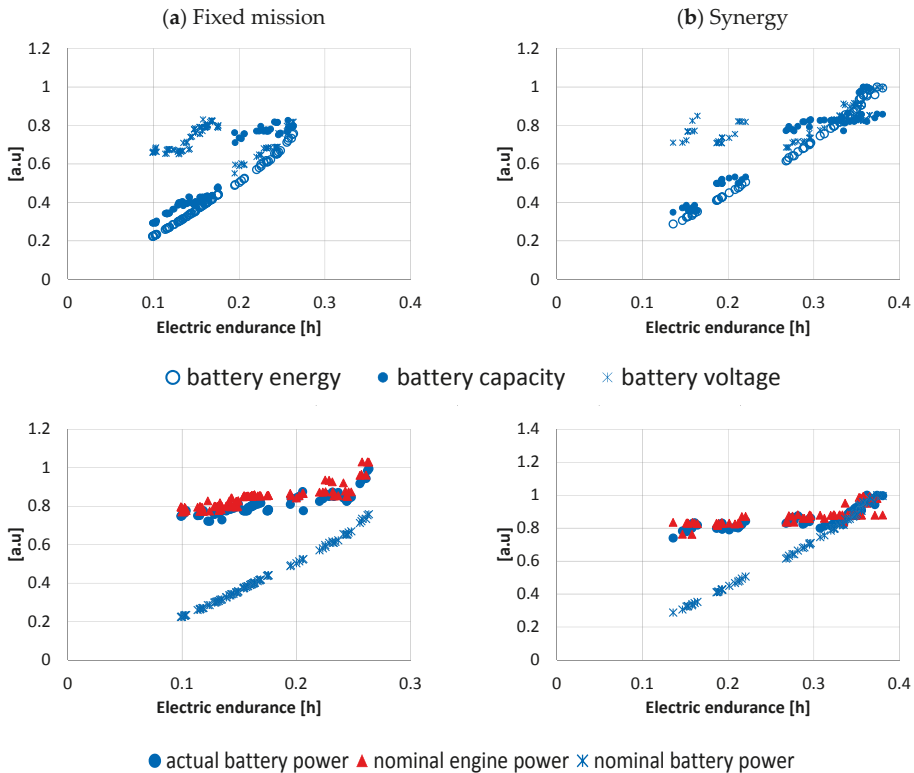 (a) Fixed mission
(b) Synergy
1.2
1
0.8
0.6
0.4
0.2
0
[a.u]
0 0.1 0.2 0.3 0.4
Electric endurance [h]
1.2
1
0.8
0.6
0.4
0.2
0
[a.u]
0 0.1 0.2 0.3 0.4
Electric endurance [h]
battery energy battery capacity battery voltage
1.2
1
0.8
0.6
0.4
0.2
0
[a.u]
0 0.1 0.2 0.3
Electric endurance [h]
1.4
1.2
1.0
0.8
0.6
0.4
0.2
0
[a.u]
0 0.1 0.2 0.3 0.4
Electric endurance [h]
actual battery power nominal engine power nominal battery power